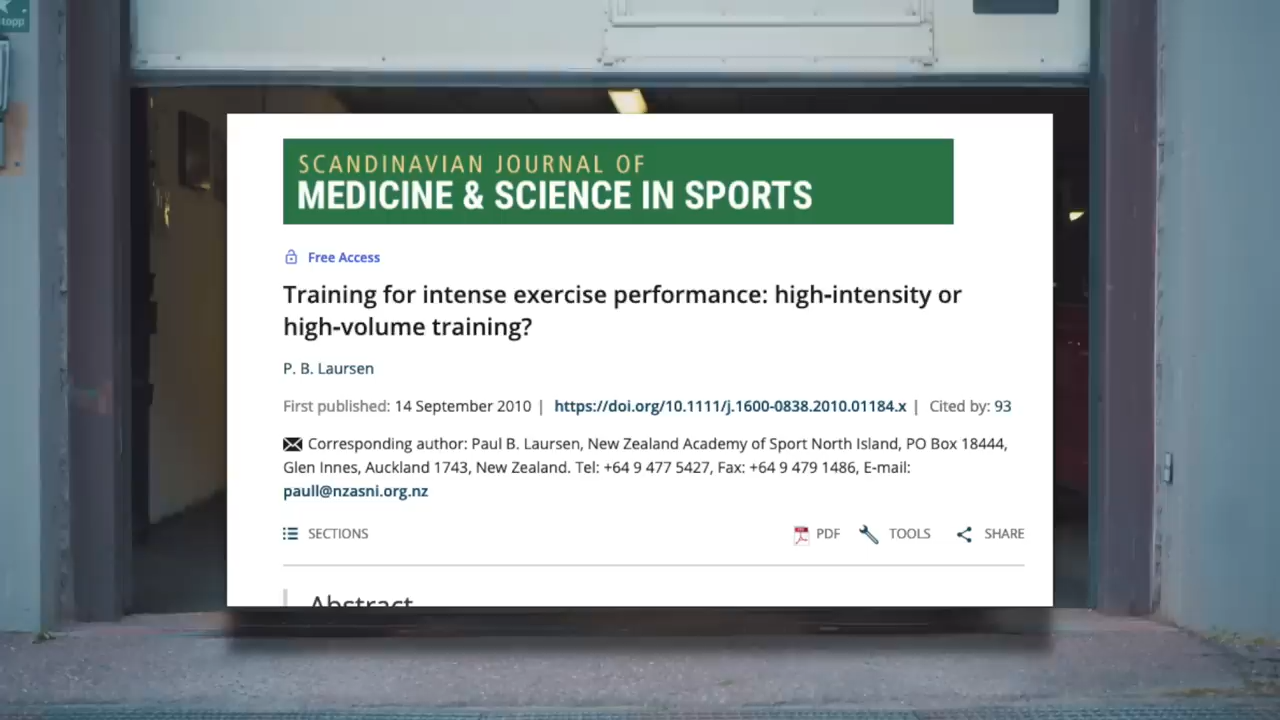 topp
SCANDINAVIAN JOURNAL OF
MEDICINE & SCIENCE IN SPORTS
Free Access
Training for intense exercise performance: high-intensity or
high-volume training?
P. B. Laursen
First published: 14 September 2010 | https://doi.org/10.1111/j.1600-0838.2010.01184.x | Cited by: 93
Corresponding author: Paul B. Laursen, New Zealand Academy of Sport North Island, PO Box 18444,
Glen Innes, Auckland 1743, New Zealand. Tel: +64 9 477 5427, Fax: +64 9 479 1486, E-mail:
paull@nzasni.org.nz
SECTIONS PDF TOOLS SHARE
Abstract